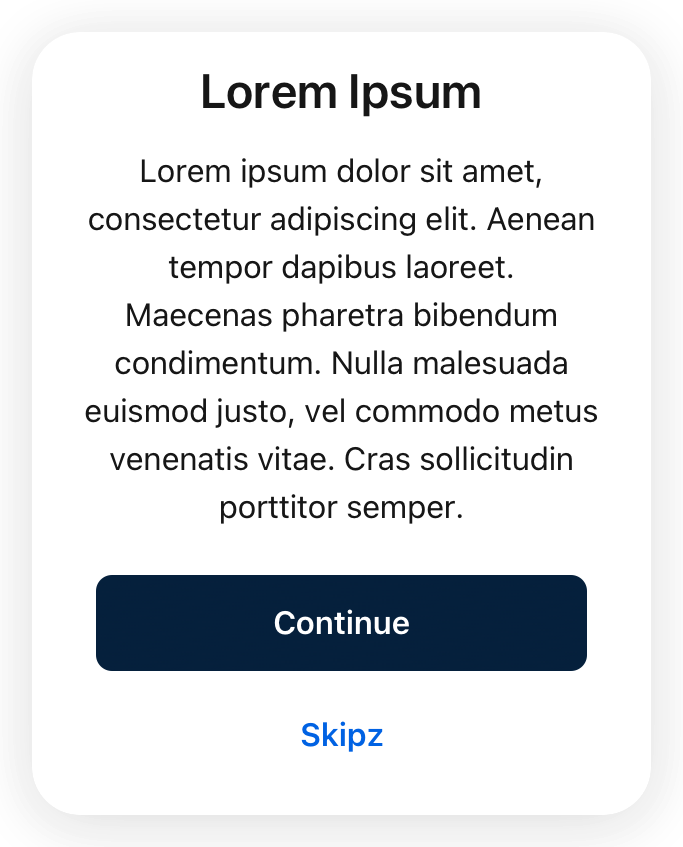 Lorem Ipsum
Lorem ipsum dolor sit amet,
consectetur adipiscing elit. Aenean
tempor dapibus laoreet.
Maecenas pharetra bibendum
condimentum. Nulla malesuada
euismod justo, vel commodo metus
venenatis vitae. Cras sollicitudin
porttitor semper.
Continue
Skipz